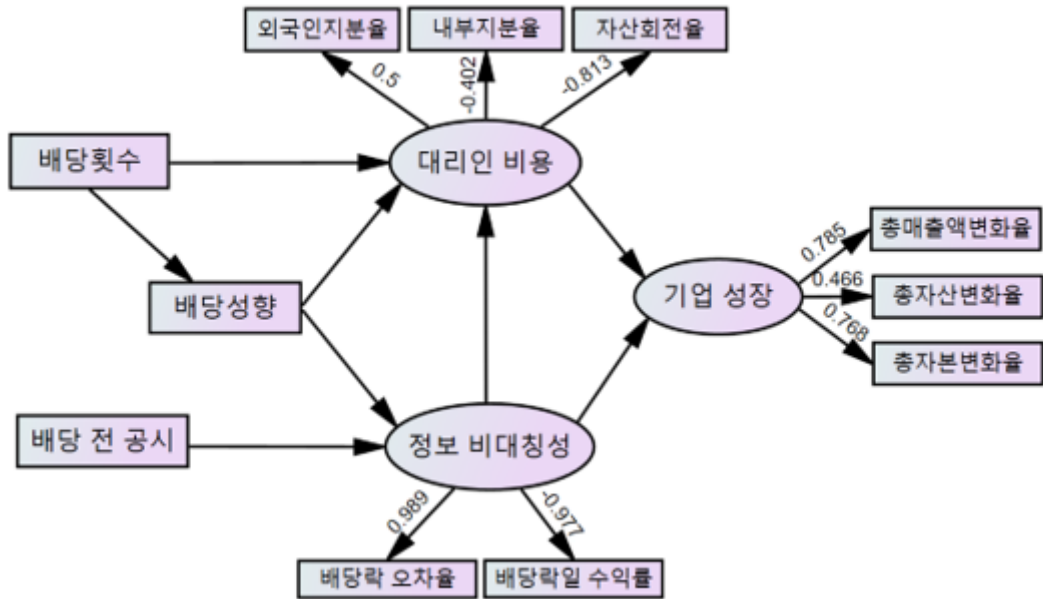 외국인지분율
내부지분율
자산회전율
0.5
-0.402
-0.813
배당횟수
대리인 비용
총매출액변화율
0.785
기업 성장
0.466
총자산변화율
배당성향
0.768
총자본변화율
배당 전 공시
정보 비대칭성
0.989
-0.977
배당락 오차율
배당락일 수익률